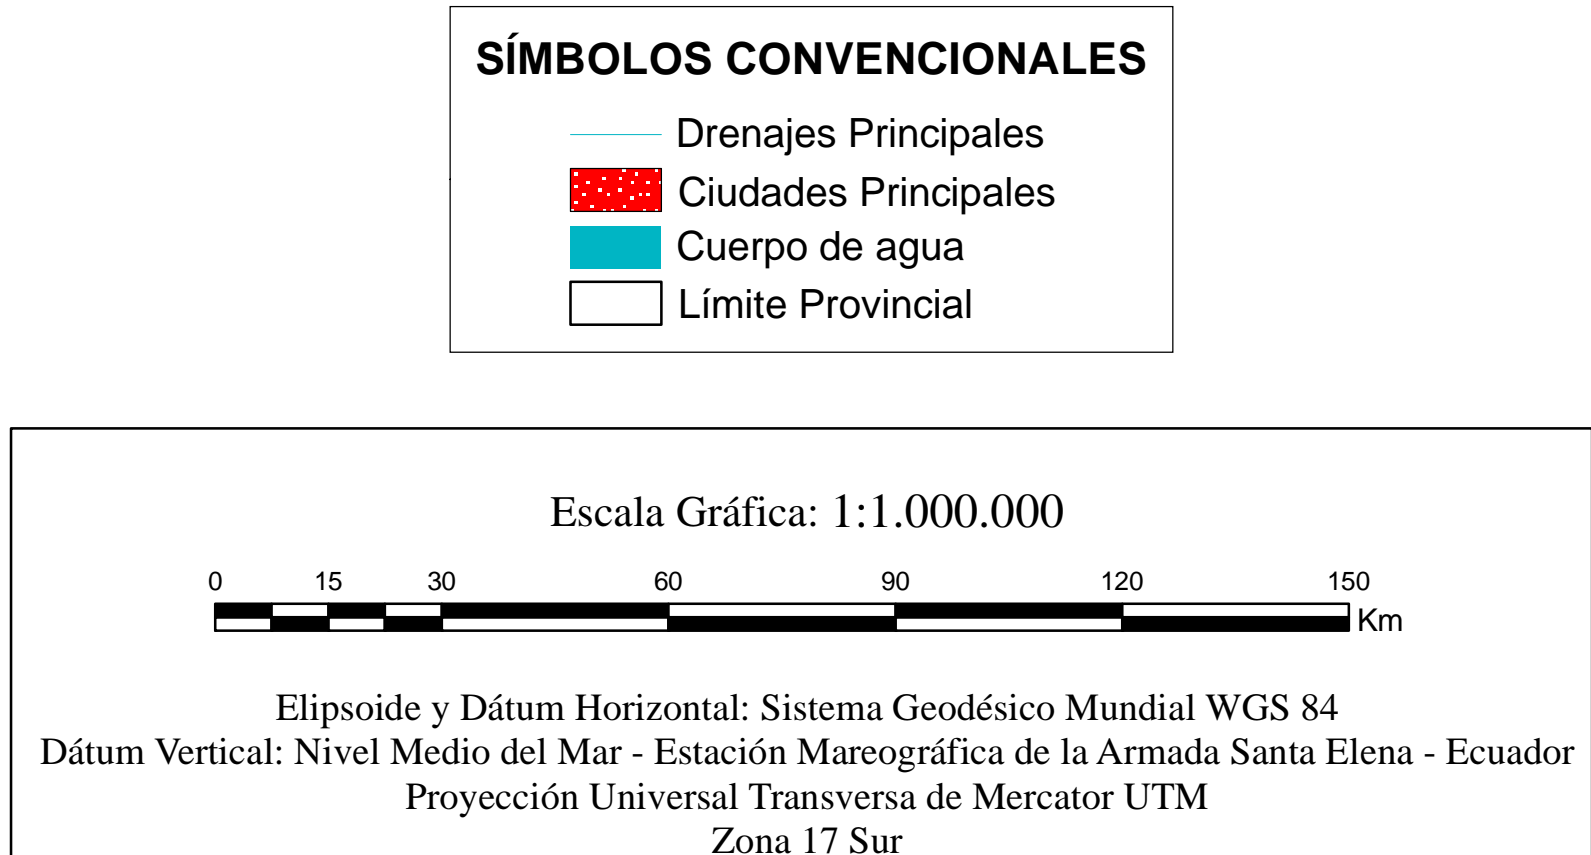 SÍMBOLOS CONVENCIONALES
Drenajes Principales
Ciudades Principales
Cuerpo de agua
Límite Provincial
Escala Gráfica: 1:1.000.000
0 15 30 60 90 120 150
Km
Elipsoide y Dátum Horizontal: Sistema Geodésico Mundial WGS 84
Dátum Vertical: Nivel Medio del Mar - Estación Mareográfica de la Armada Santa Elena - Ecuador
Proyección Universal Transversa de Mercator UTM
Zona 17 Sur